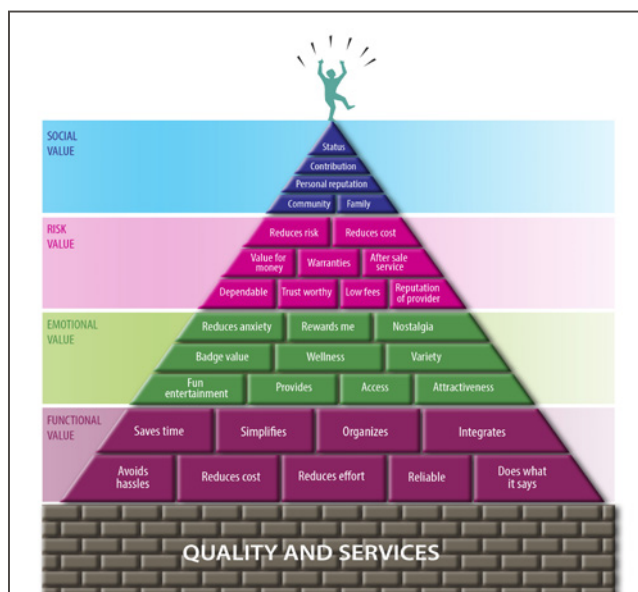 SOCIAL
VALUE
Status
Contribution
Personal reputation
Community Family
RISK
VALUE
Reduces risk Reduces cost
Value for
money
Warranties
After sale
service
Dependable Trust worthy Low fees
Reputation
of provider
EMOTIONAL
VALUE
Reduces anxiety Rewards me Nostalgia
Badge value Wellness Variety
Fun
entertainment
Provides Access Attractiveness
FUNCTIONAL
VALUE
Saves time Simplifies Organizes Integrates
Avoids
hassles
Reduces cost Reduces effort Reliable
Does what
it says
QUALITY AND SERVICES